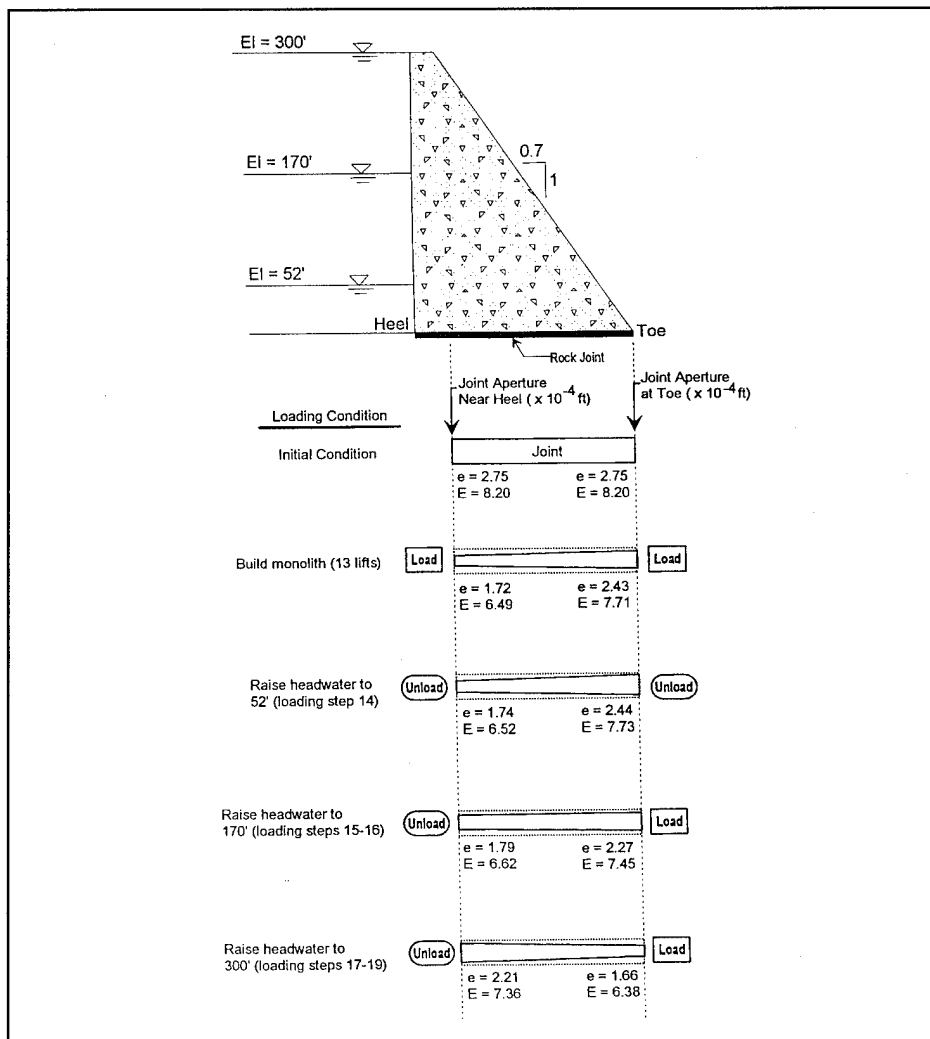 El = 300'
0.7
1
El = 170'
El = 52'
Heel
Toe
Rock Joint
Joint Aperture
Near Heel ( x 10⁻⁴ ft)
Joint Aperture
at Toe ( x 10⁻⁴ ft)
Loading Condition
Initial Condition
Joint
e = 2.75
E = 8.20
e = 2.75
E = 8.20
Build monolith (13 lifts)
Load
Load
e = 1.72
E = 6.49
e = 2.43
E = 7.71
Raise headwater to
52' (loading step 14)
Unload
Unload
e = 1.74
E = 6.52
e = 2.44
E = 7.73
Raise headwater to
170' (loading steps 15-16)
Unload
Load
e = 1.79
E = 6.62
e = 2.27
E = 7.45
Raise headwater to
300' (loading steps 17-19)
Unload
Load
e = 2.21
E = 7.36
e = 1.66
E = 6.38